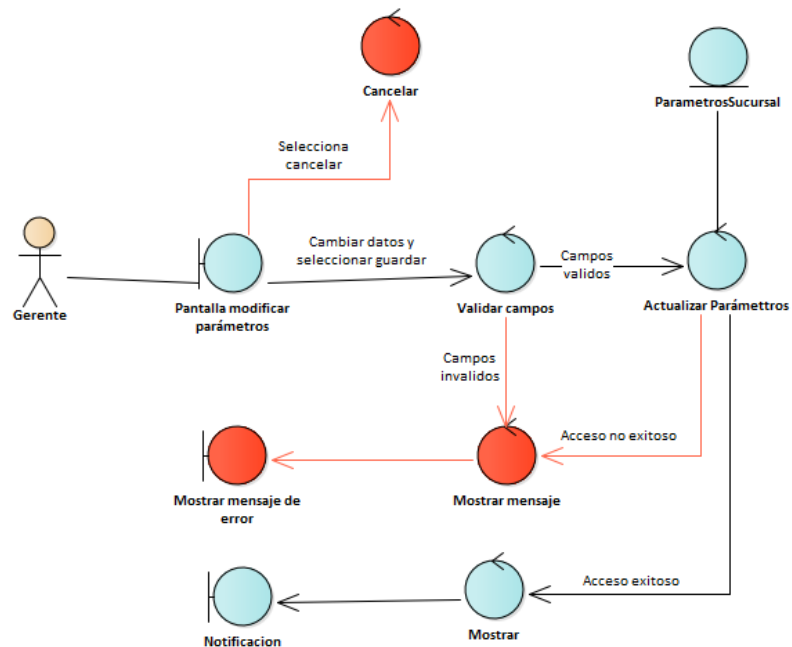 Cancelar
ParametrosSucursal
Selecciona
cancelar
Cambiar datos y
seleccionar guardar
Campos
validos
Gerente
Pantalla modificar
parámetros
Validar campos
Actualizar Parámettros
Campos
invalidos
Acceso no exitoso
Mostrar mensaje de
error
Mostrar mensaje
Acceso exitoso
Notificacion
Mostrar